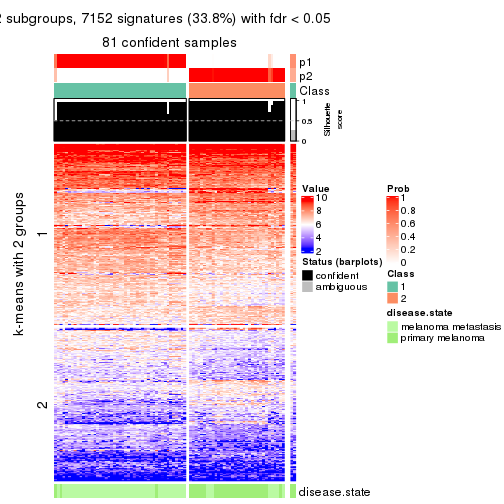 2 subgroups, 7152 signatures (33.8%) with fdr < 0.05
81 confident samples
p1
p2
Class
1
0.5
0
Silhouette
score
k-means with 2 groups
1
2
Value
10
8
6
4
2
Status (barplots)
confident
ambiguous
Prob
1
0.8
0.6
0.4
0.2
0
Class
1
2
disease.state
melanoma metastasis
primary melanoma
disease.state